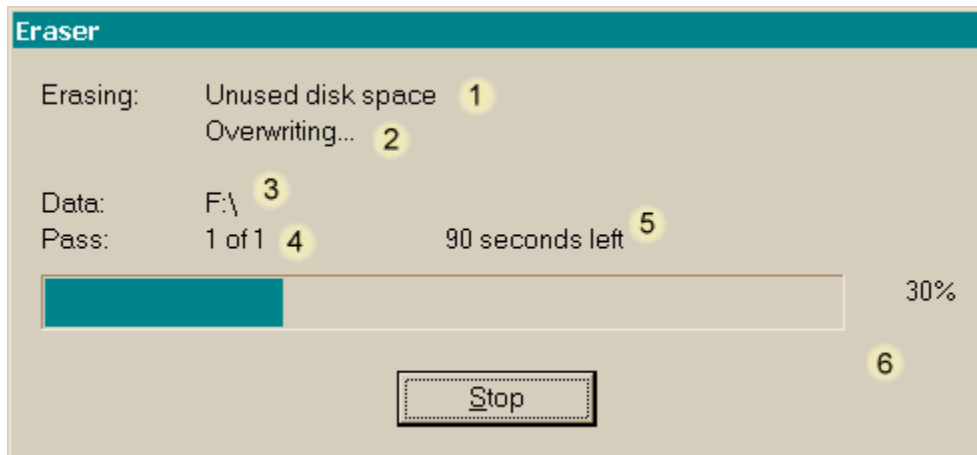 Eraser
Erasing: Unused disk space 1
Overwriting... 2
Data: F:\ 3
Pass: 1 of 1 4 90 seconds left 5
30%
6
Stop